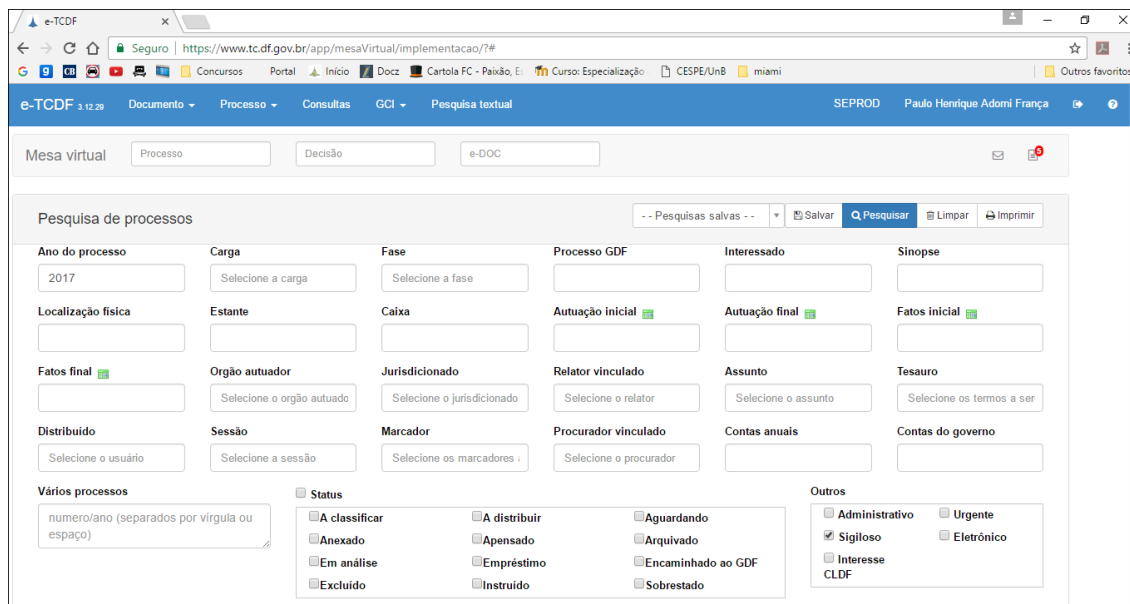 e-TCDF
Seguro | https://www.tc.df.gov.br/app/mesaVirtual/implementacao/?#
Concursos Portal Início Docz Cartola FC - Paixão, E Curso: Especialização CESPE/UnB miami Outros favoritos
e-TCDF 3.12.29 Documento Processo Consultas GCI Pesquisa textual SEPROD Paulo Henrique Adomi França
Mesa virtual Processo Decisão e-DOC 5
Pesquisa de processos - - Pesquisas salvas - - Salvar Pesquisar Limpar Imprimir
Ano do processo Carga Fase Processo GDF Interessado Sinopse
2017 Selecione a carga Selecione a fase
Localização física Estante Caixa Autuação inicial Autuação final Fatos inicial
Fatos final Orgão autuador Jurisdicionado Relator vinculado Assunto Tesauro
Selecione o orgão autuado Selecione o jurisdicionado Selecione o relator Selecione o assunto Selecione os termos a ser
Distribuído Sessão Marcador Procurador vinculado Contas anuais Contas do governo
Selecione o usuário Selecione a sessão Selecione os marcadores Selecione o procurador
Vários processos Status Outros
numero/ano (separados por vírgula ou espaço)
A classificar A distribuir Aguardando Administrativo Urgente
Anexado Apensado Arquivado Sigiloso Eletrônico
Em análise Empréstimo Encaminhado ao GDF Interesse CLDF
Excluído Instruído Sobrestado